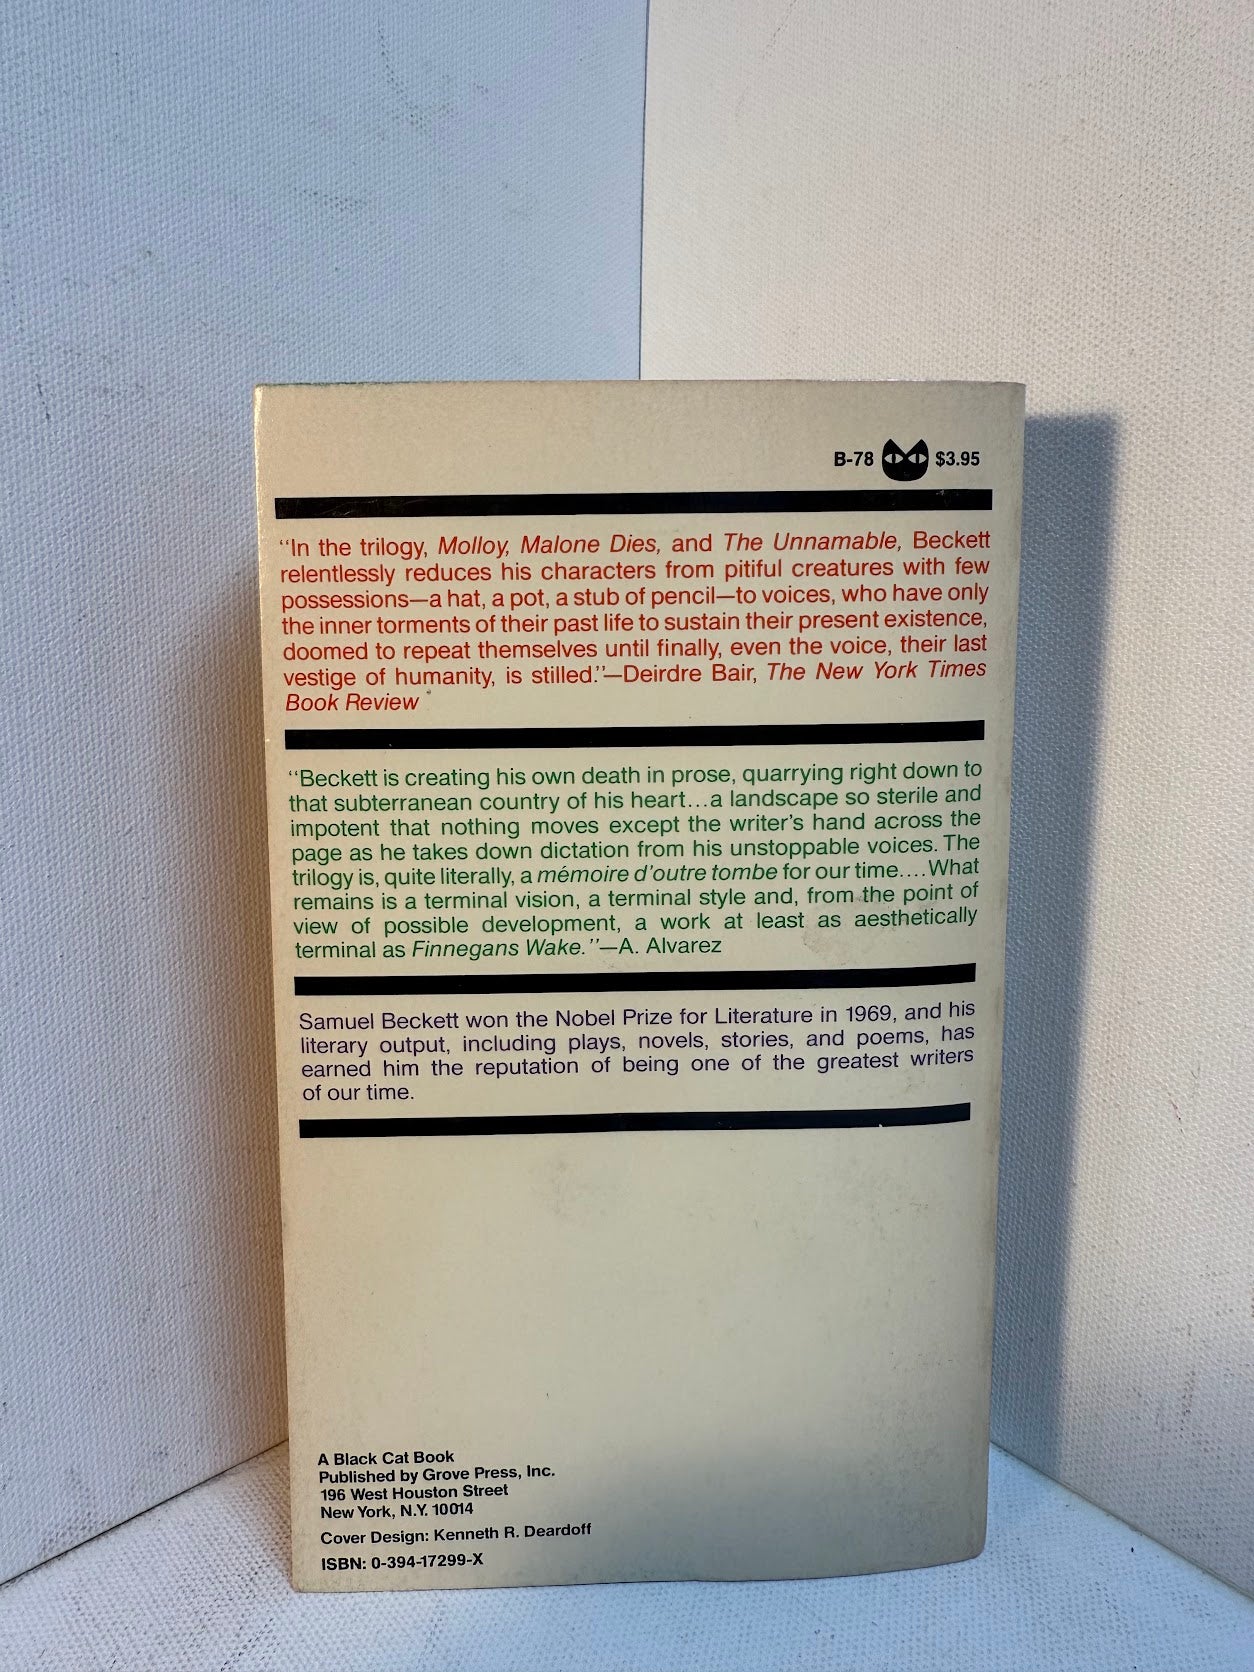 B-78 $3.95
“In the trilogy, Molloy, Malone Dies, and The Unnamable, Beckett
relentlessly reduces his characters from pitiful creatures with few
possessions—a hat, a pot, a stub of pencil—to voices, who have only
the inner torments of their past life to sustain their present existence,
doomed to repeat themselves until finally, even the voice, their last
vestige of humanity, is stilled.”—Deirdre Bair, The New York Times
Book Review
“Beckett is creating his own death in prose, quarrying right down to
that subterranean country of his heart...a landscape so sterile and
impotent that nothing moves except the writer’s hand across the
page as he takes down dictation from his unstoppable voices. The
trilogy is, quite literally, a mémoire d’outre tombe for our time....What
remains is a terminal vision, a terminal style and, from the point of
view of possible development, a work at least as aesthetically
terminal as Finnegans Wake.”—A. Alvarez
Samuel Beckett won the Nobel Prize for Literature in 1969, and his
literary output, including plays, novels, stories, and poems, has
earned him the reputation of being one of the greatest writers
of our time.
A Black Cat Book
Published by Grove Press, Inc.
196 West Houston Street
New York, N.Y. 10014
Cover Design: Kenneth R. Deardoff
ISBN: 0-394-17299-X